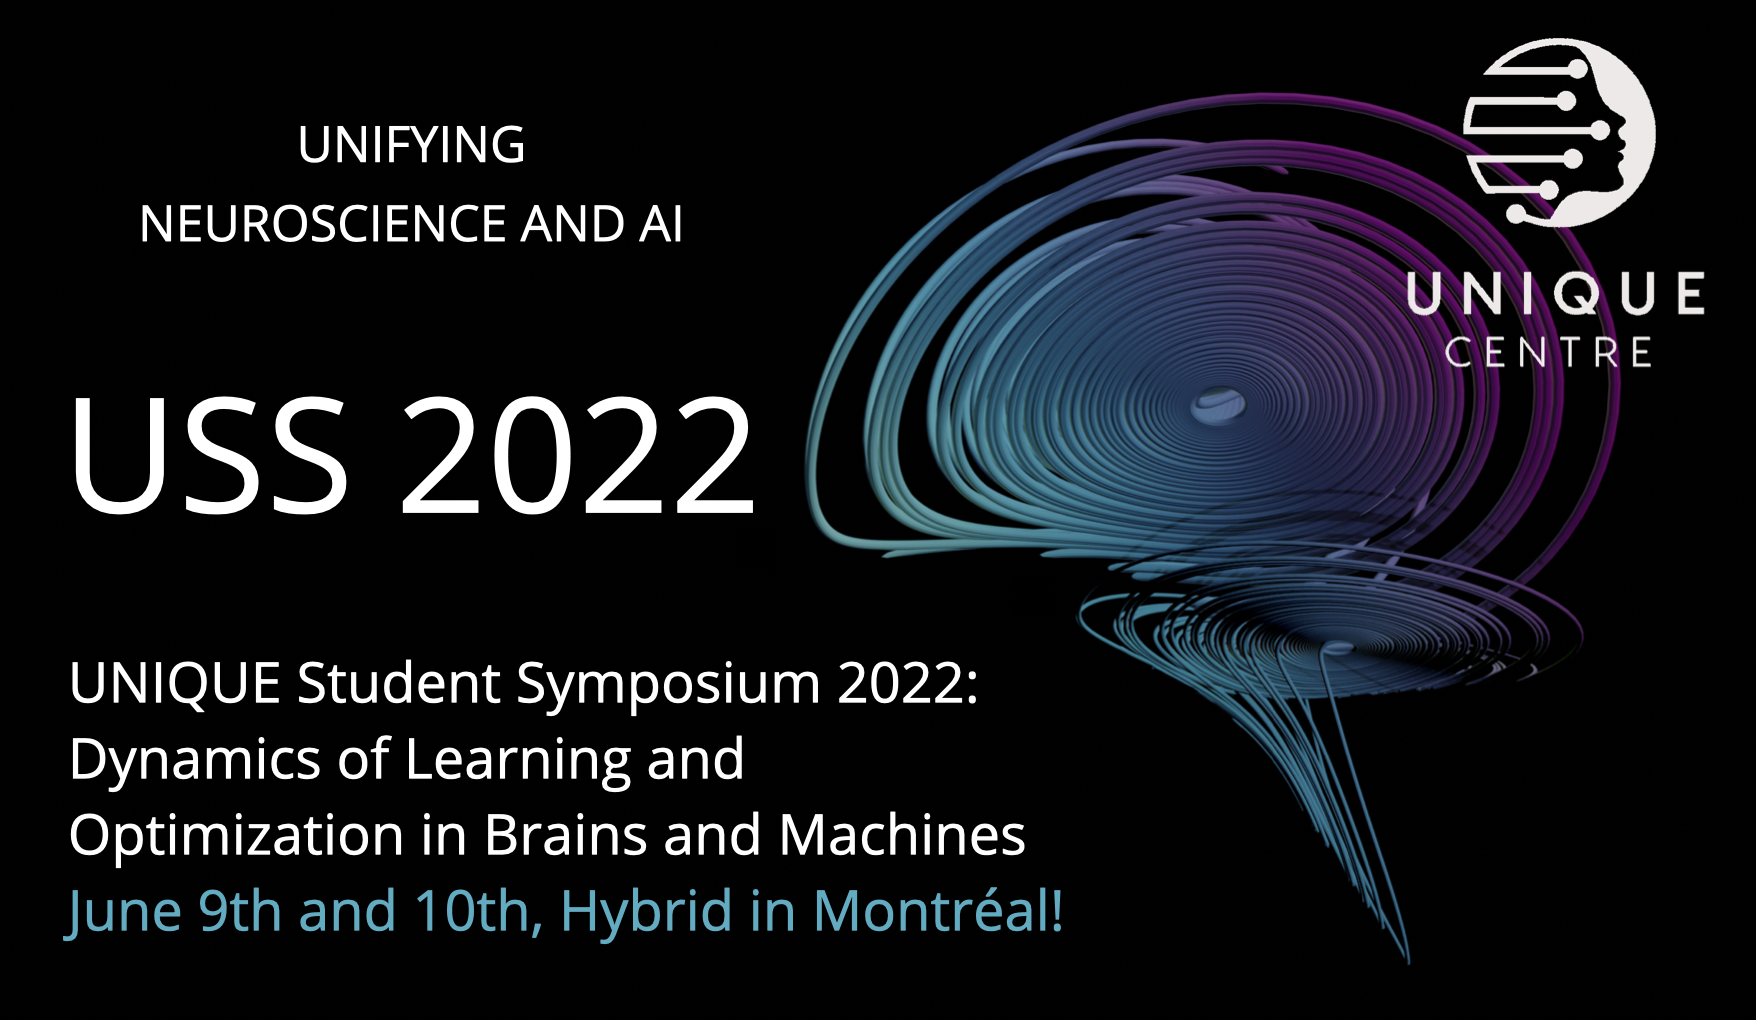 UNIFYING
NEUROSCIENCE AND AI
UNIQUE
CENTRE
USS 2022
UNIQUE Student Symposium 2022:
Dynamics of Learning and
Optimization in Brains and Machines
June 9th and 10th, Hybrid in Montréal!